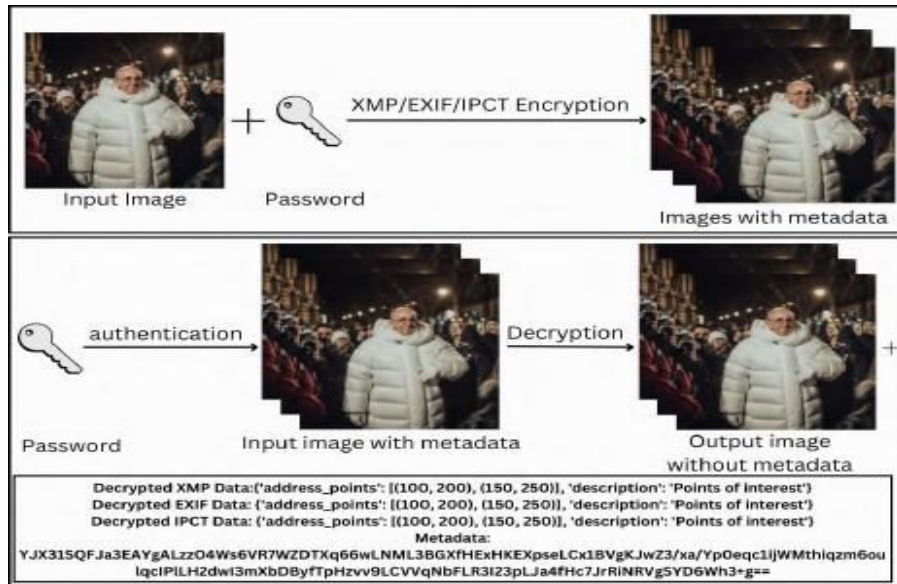 XMP/EXIF/IPCT Encryption
Input Image
Password
Images with metadata
authentication
Decryption
+
Password
Input image with metadata
Output image
without metadata
Decrypted XMP Data:{'address_points': [(100, 200), (150, 250)], 'description': 'Points of interest'}
Decrypted EXIF Data: {'address_points': [(100, 200), (150, 250)], 'description': 'Points of interest'}
Decrypted IPCT Data: {'address_points': [(100, 200), (150, 250)], 'description': 'Points of interest'}
Metadata: